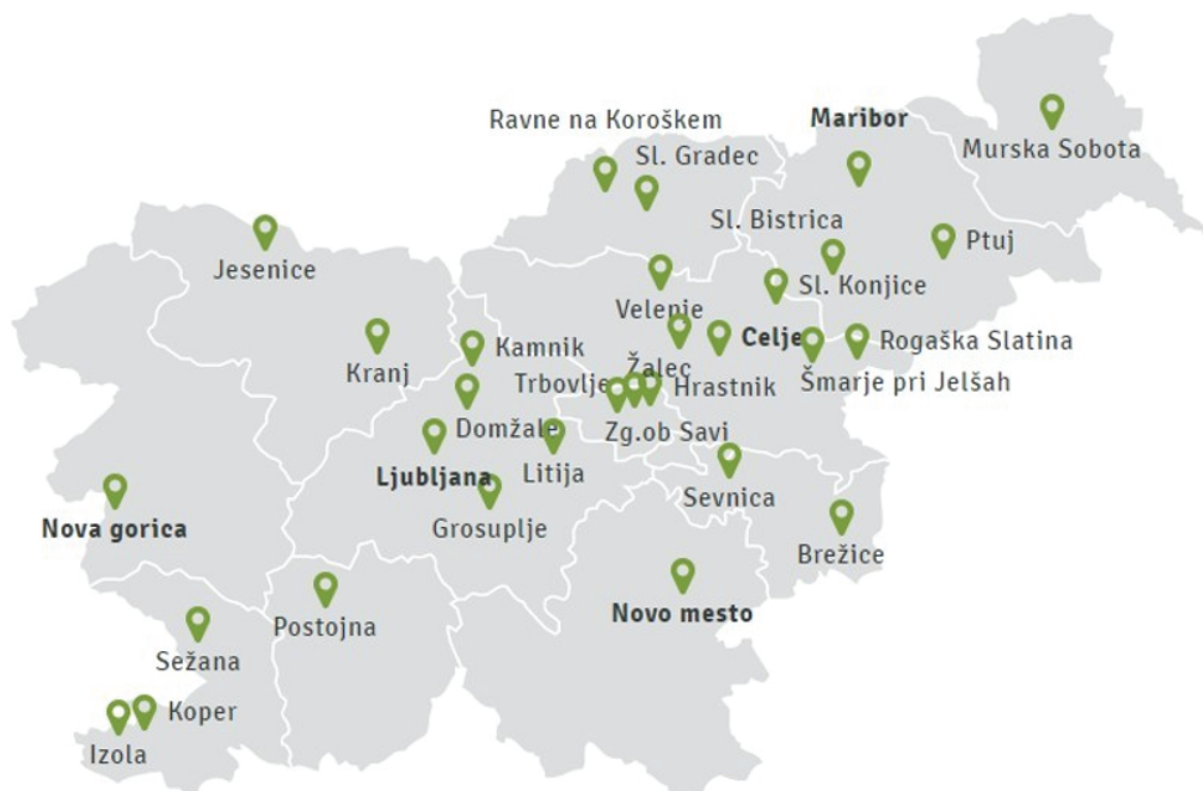 Ravne na Koroškem
Maribor
Murska Sobota
Sl. Gradec
Sl. Bistrica
Ptuj
Jesenice
Sl. Konjice
Velenje
Kamnik
Celje
Rogaška Slatina
Kranj
Žalec
Trbovlje
Hrastnik
Šmarje pri Jelšah
Domžale
Zg.ob Savi
Ljubljana
Litija
Sevnica
Nova gorica
Grosuplje
Brežice
Novo mesto
Postojna
Sežana
Koper
Izola